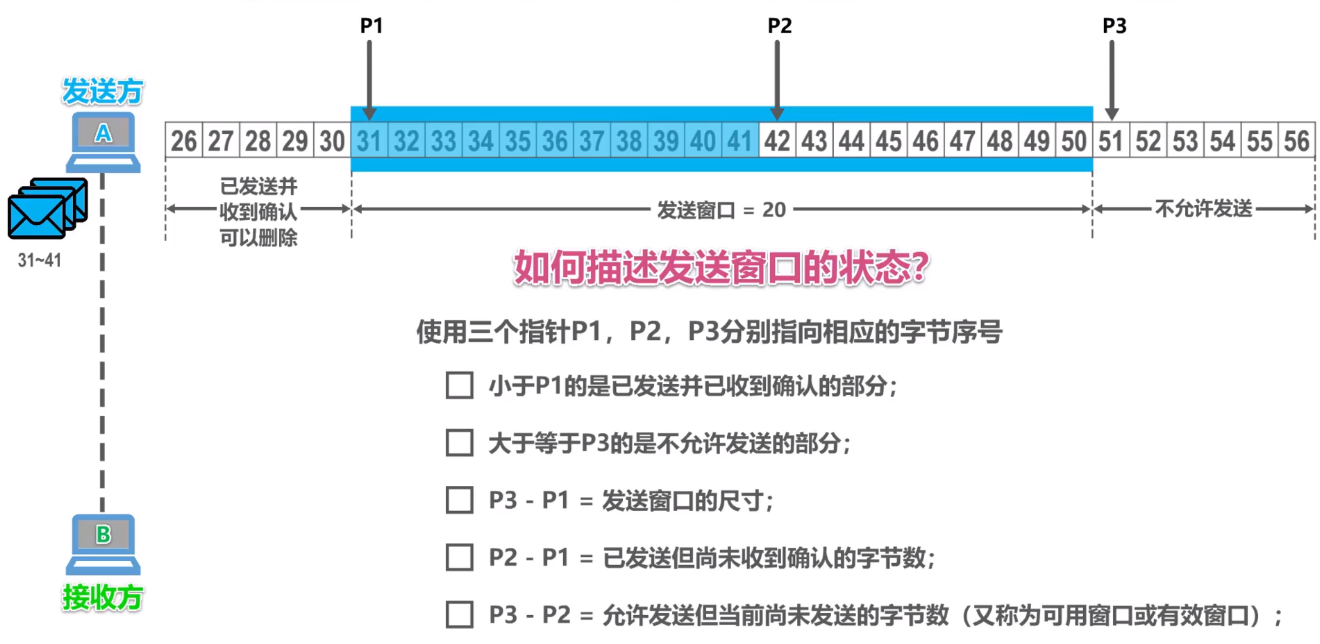 P1 P2 P3
发送方
A
26 27 28 29 30 31 32 33 34 35 36 37 38 39 40 41 42 43 44 45 46 47 48 49 50 51 52 53 54 55 56
已发送并
收到确认
可以删除
发送窗口 = 20
不允许发送
31~41
如何描述发送窗口的状态?
使用三个指针P1，P2，P3分别指向相应的字节序号
小于P1的是已发送并已收到确认的部分；
大于等于P3的是不允许发送的部分；
P3 - P1 = 发送窗口的尺寸；
P2 - P1 = 已发送但尚未收到确认的字节数；
P3 - P2 = 允许发送但当前尚未发送的字节数（又称为可用窗口或有效窗口）；
B
接收方